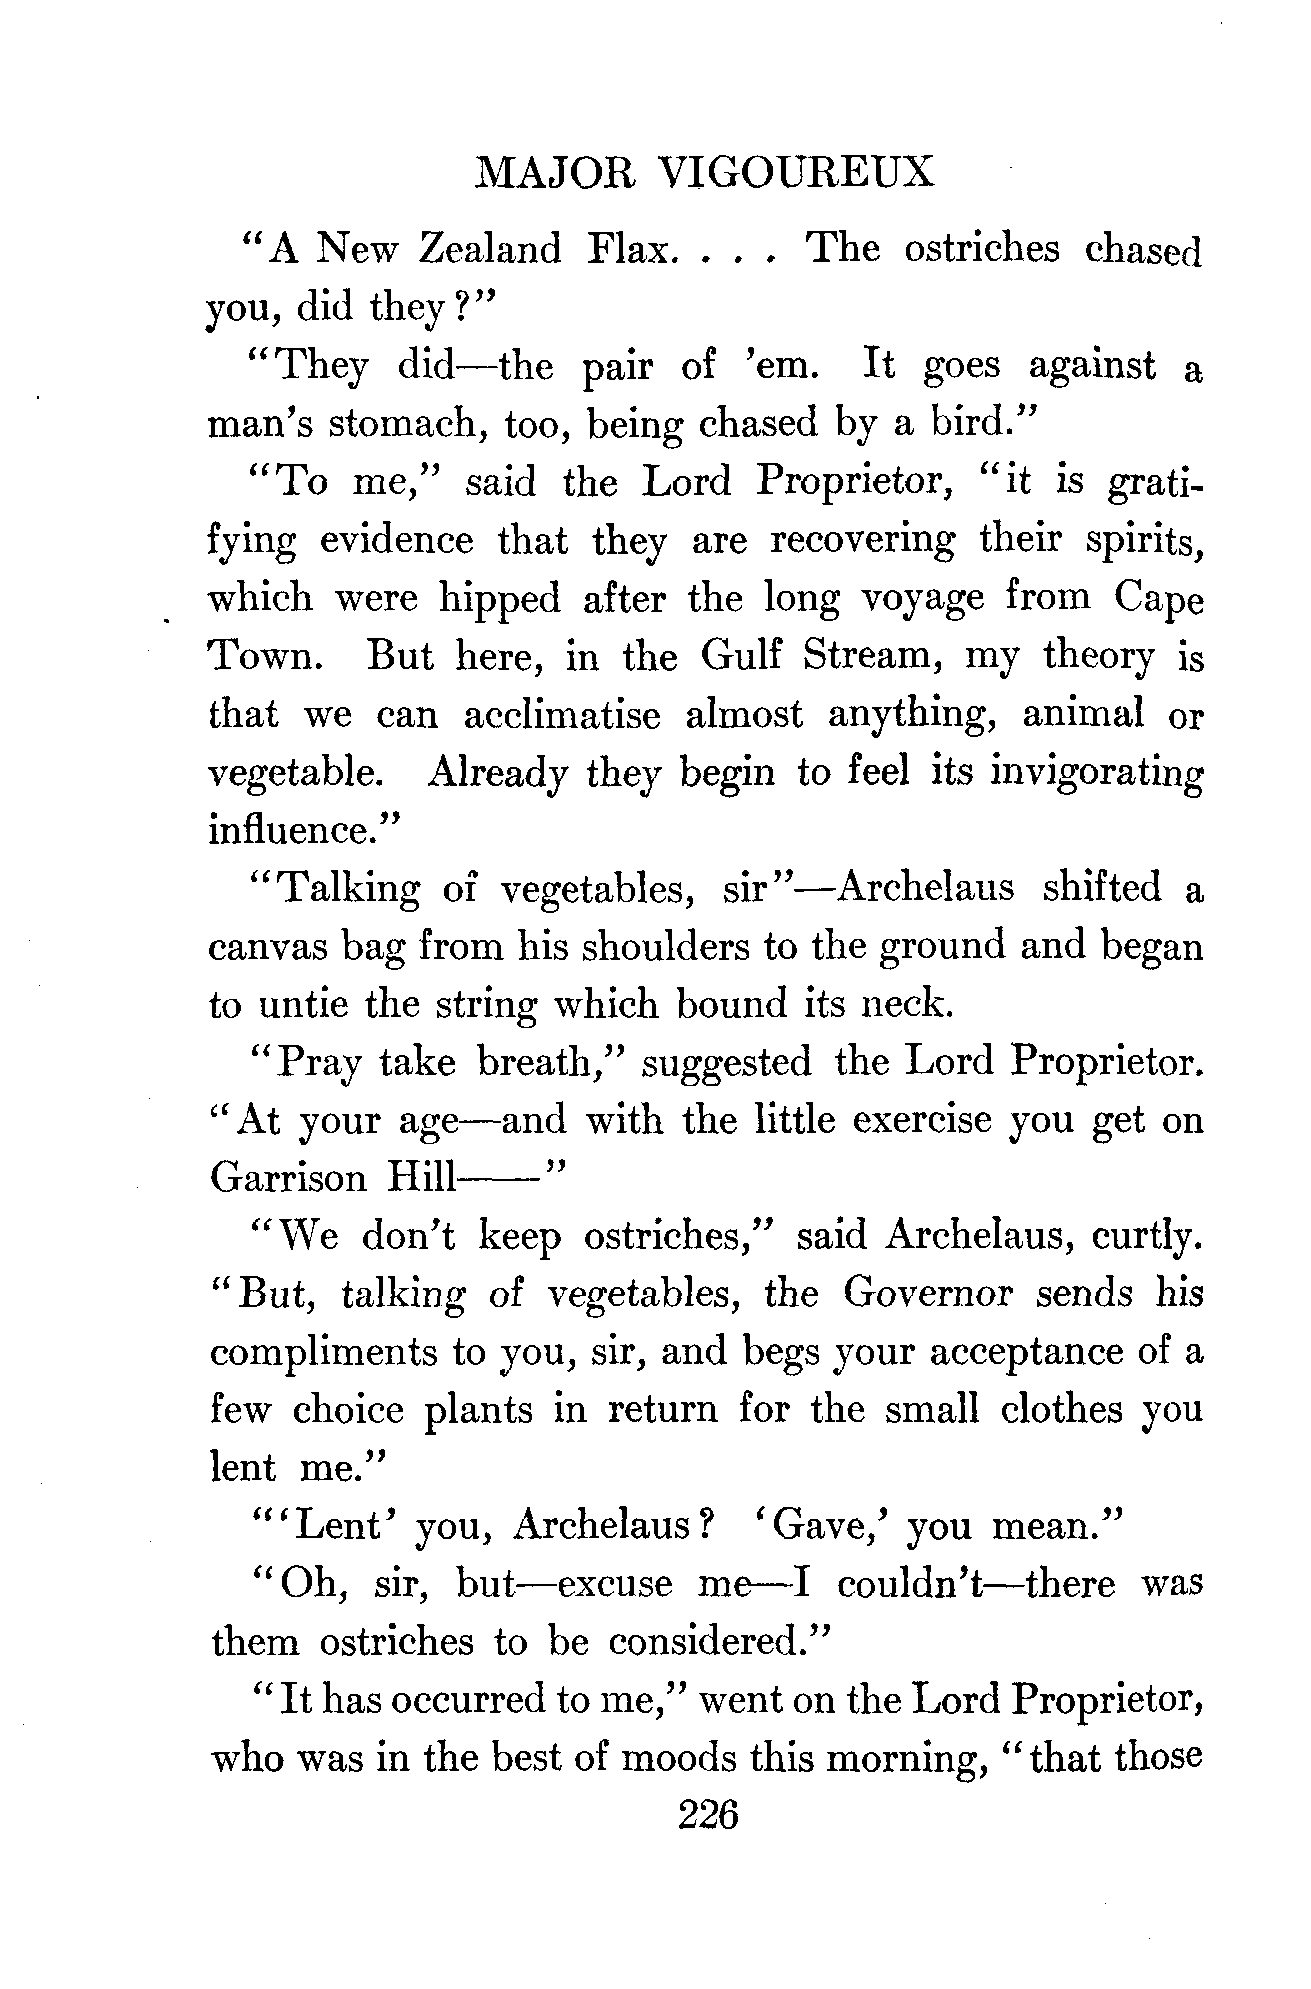 MAJOR VIGOUREUX
“A New Zealand Flax. . . . The ostriches chased
you, did they?”
“They did—the pair of ’em. It goes against a
man’s stomach, too, being chased by a bird.”
“To me,” said the Lord Proprietor, “it is grati-
fying evidence that they are recovering their spirits,
which were hipped after the long voyage from Cape
Town. But here, in the Gulf Stream, my theory is
that we can acclimatise almost anything, animal or
vegetable. Already they begin to feel its invigorating
influence.”
“Talking of vegetables, sir”—Archelaus shifted a
canvas bag from his shoulders to the ground and began
to untie the string which bound its neck.
“Pray take breath,” suggested the Lord Proprietor.
“At your age—and with the little exercise you get on
Garrison Hill——”
“We don’t keep ostriches,” said Archelaus, curtly.
“But, talking of vegetables, the Governor sends his
compliments to you, sir, and begs your acceptance of a
few choice plants in return for the small clothes you
lent me.”
“‘Lent’ you, Archelaus? ‘Gave,’ you mean.”
“Oh, sir, but—excuse me—I couldn’t—there was
them ostriches to be considered.”
“It has occurred to me,” went on the Lord Proprietor,
who was in the best of moods this morning, “that those
226